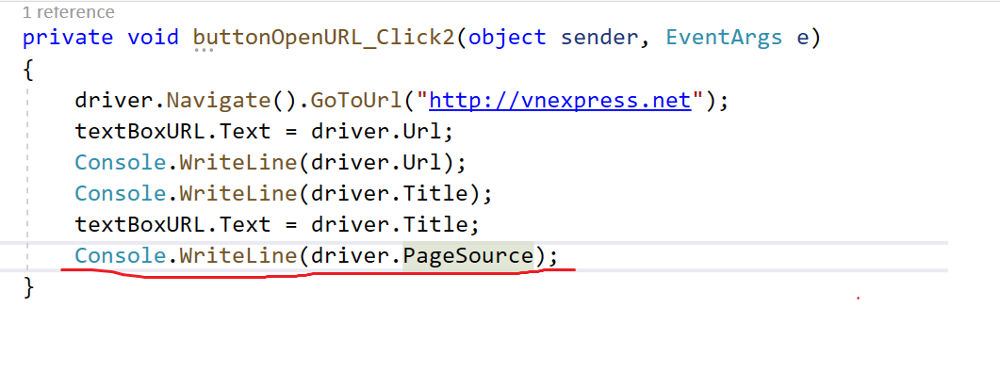 1 reference
private void buttonOpenURL_Click2(object sender, EventArgs e)
{
driver.Navigate().GoToUrl("http://vnexpress.net");
textBoxURL.Text = driver.Url;
Console.WriteLine(driver.Url);
Console.WriteLine(driver.Title);
textBoxURL.Text = driver.Title;
Console.WriteLine(driver.PageSource);
}